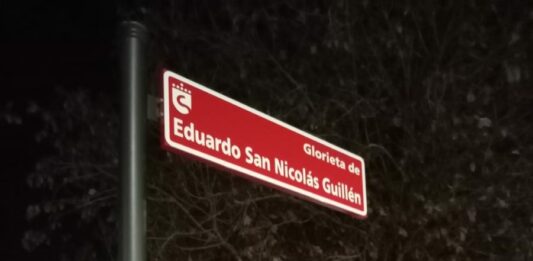 Glorieta de
Eduardo San Nicolás Guillén